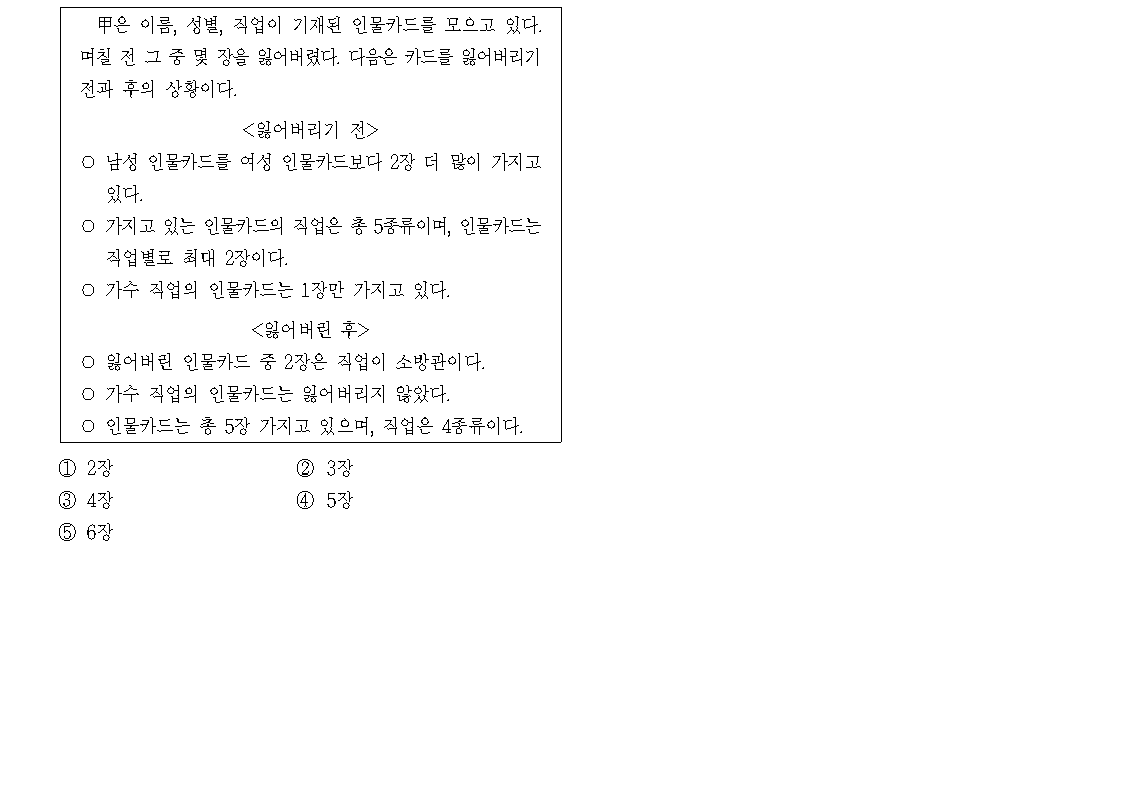 甲은 이름, 성별, 직업이 기재된 인물카드를 모으고 있다.
며칠 전 그 중 몇 장을 잃어버렸다. 다음은 카드를 잃어버리기
전과 후의 상황이다.
<잃어버리기 전>
○ 남성 인물카드를 여성 인물카드보다 2장 더 많이 가지고
있다.
○ 가지고 있는 인물카드의 직업은 총 5종류이며, 인물카드는
직업별로 최대 2장이다.
○ 가수 직업의 인물카드는 1장만 가지고 있다.
<잃어버린 후>
○ 잃어버린 인물카드 중 2장은 직업이 소방관이다.
○ 가수 직업의 인물카드는 잃어버리지 않았다.
○ 인물카드는 총 5장 가지고 있으며, 직업은 4종류이다.
① 2장 ② 3장
③ 4장 ④ 5장
⑤ 6장